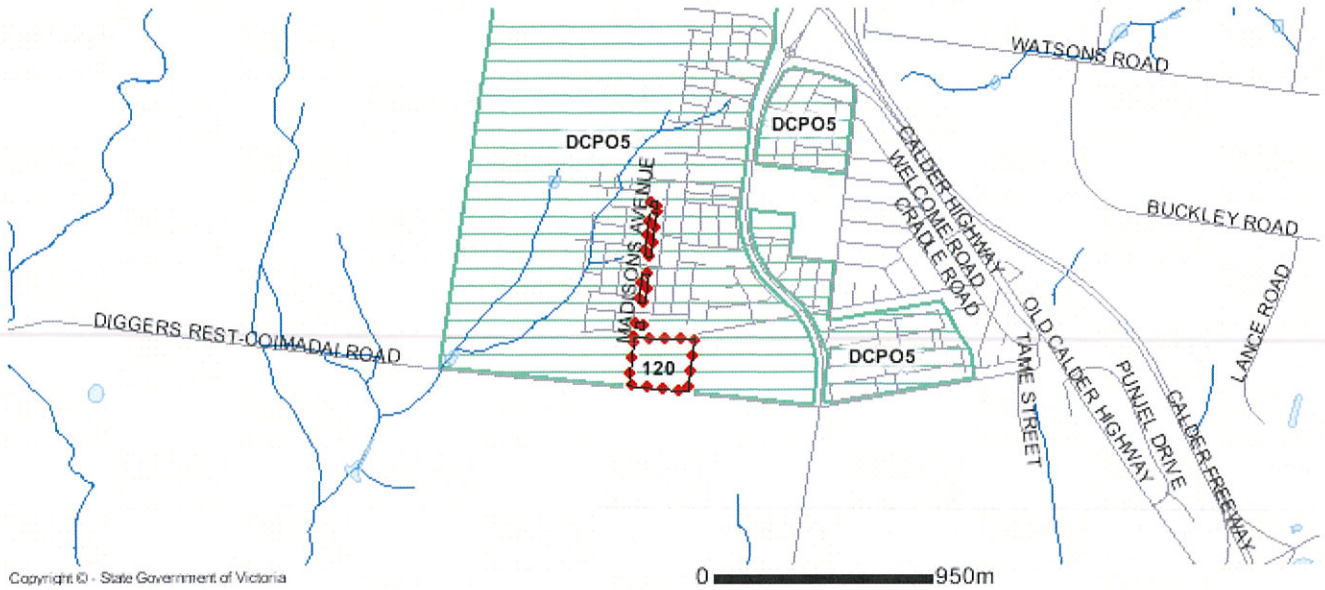 WATSONS ROAD
DCPO5
DCPO5
CALDER HIGHWAY
WELCOME ROAD
CRADLE ROAD
MADISONS AVENUE
BUCKLEY ROAD
LANCE ROAD
DIGGERS REST-COIMADAI ROAD
120
DCPO5
OLD CALDER HIGHWAY
TAME STREET
PUNJEL DRIVE
CALDER FREEWAY
Copyright © - State Government of Victoria
0 950m